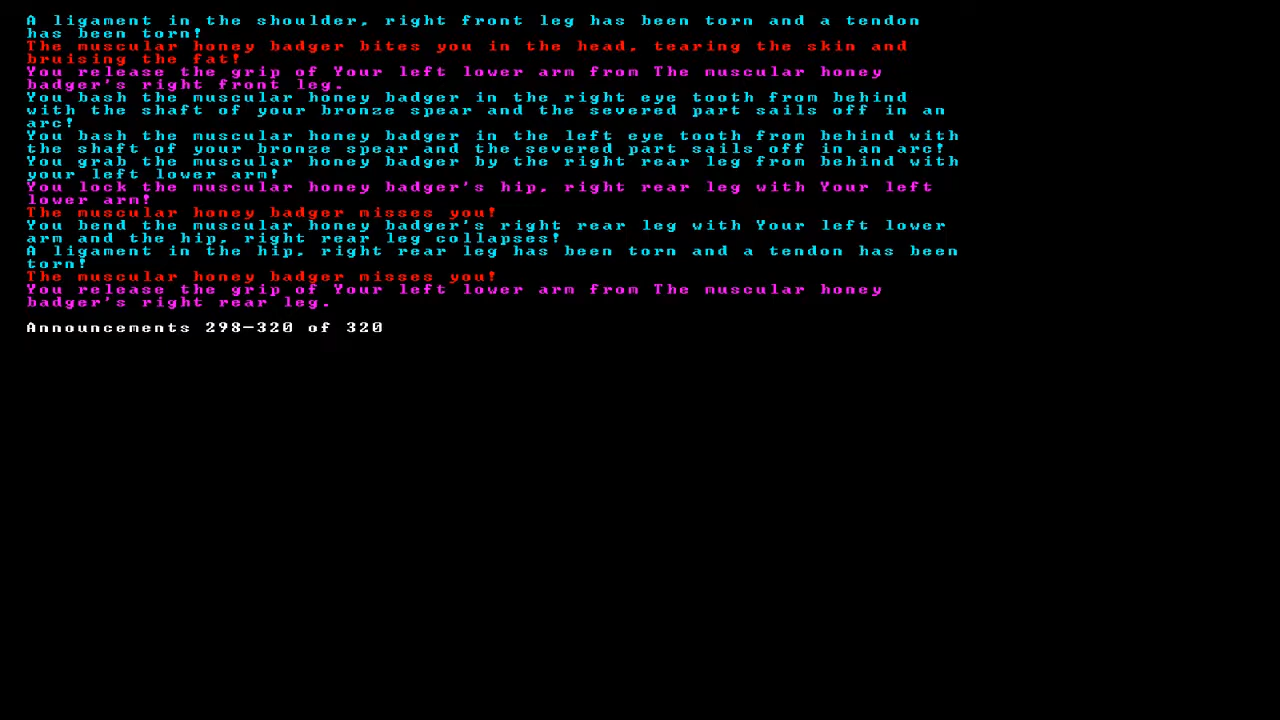 A ligament in the shoulder, right front leg has been torn and a tendon
has been torn!
The muscular honey badger bites you in the head, tearing the skin and
bruising the fat!
You release the grip of Your left lower arm from The muscular honey
badger's right front leg.
You bash the muscular honey badger in the right eye tooth from behind
with the shaft of your bronze spear and the severed part sails off in an
arc!
You bash the muscular honey badger in the left eye tooth from behind with
the shaft of your bronze spear and the severed part sails off in an arc!
You grab the muscular honey badger by the right rear leg from behind with
your left lower arm!
You lock the muscular honey badger's hip, right rear leg with Your left
lower arm!
The muscular honey badger misses you!
You bend the muscular honey badger's right rear leg with Your left lower
arm and the hip, right rear leg collapses!
A ligament in the hip, right rear leg has been torn and a tendon has been
torn!
The muscular honey badger misses you!
You release the grip of Your left lower arm from The muscular honey
badger's right rear leg.
Announcements 298-320 of 320